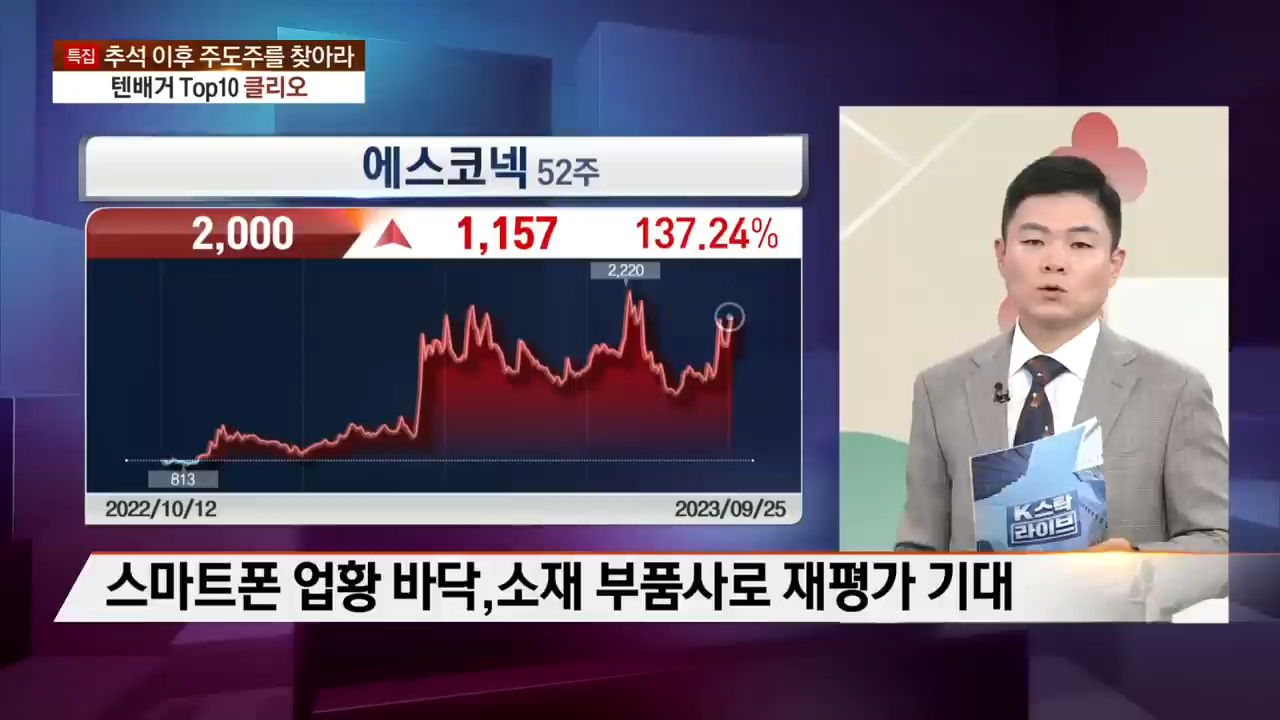 특집 추석 이후 주도주를 찾아라
텐배거 Top10 클리오
에스코넥 52주
2,000 1,157 137.24%
2,220
813
2022/10/12 2023/09/25
K스탁
라이브
스마트폰 업황 바닥,소재 부품사로 재평가 기대